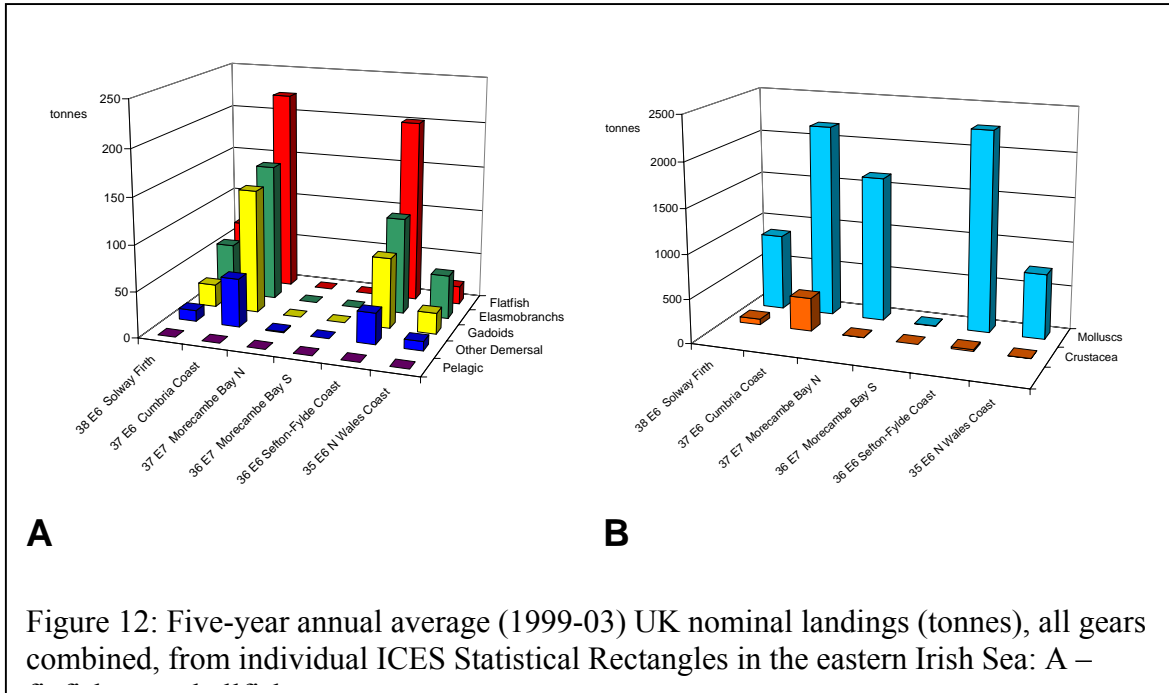 tonnes
250
200
150
100
50
0
38 E6 Solway Firth
37 E6 Cumbria Coast
37 E7 Morecambe Bay N
36 E7 Morecambe Bay S
36 E6 Sefton-Fylde Coast
35 E6 N Wales Coast
Flatfish
Elasmobranchs
Gadoids
Other Demersal
Pelagic
A
tonnes
2500
2000
1500
1000
500
0
38 E6 Solway Firth
37 E6 Cumbria Coast
37 E7 Morecambe Bay N
36 E7 Morecambe Bay S
36 E6 Sefton-Fylde Coast
35 E6 N Wales Coast
Molluscs
Crustacea
B
Figure 12: Five-year annual average (1999-03) UK nominal landings (tonnes), all gears
combined, from individual ICES Statistical Rectangles in the eastern Irish Sea: A –